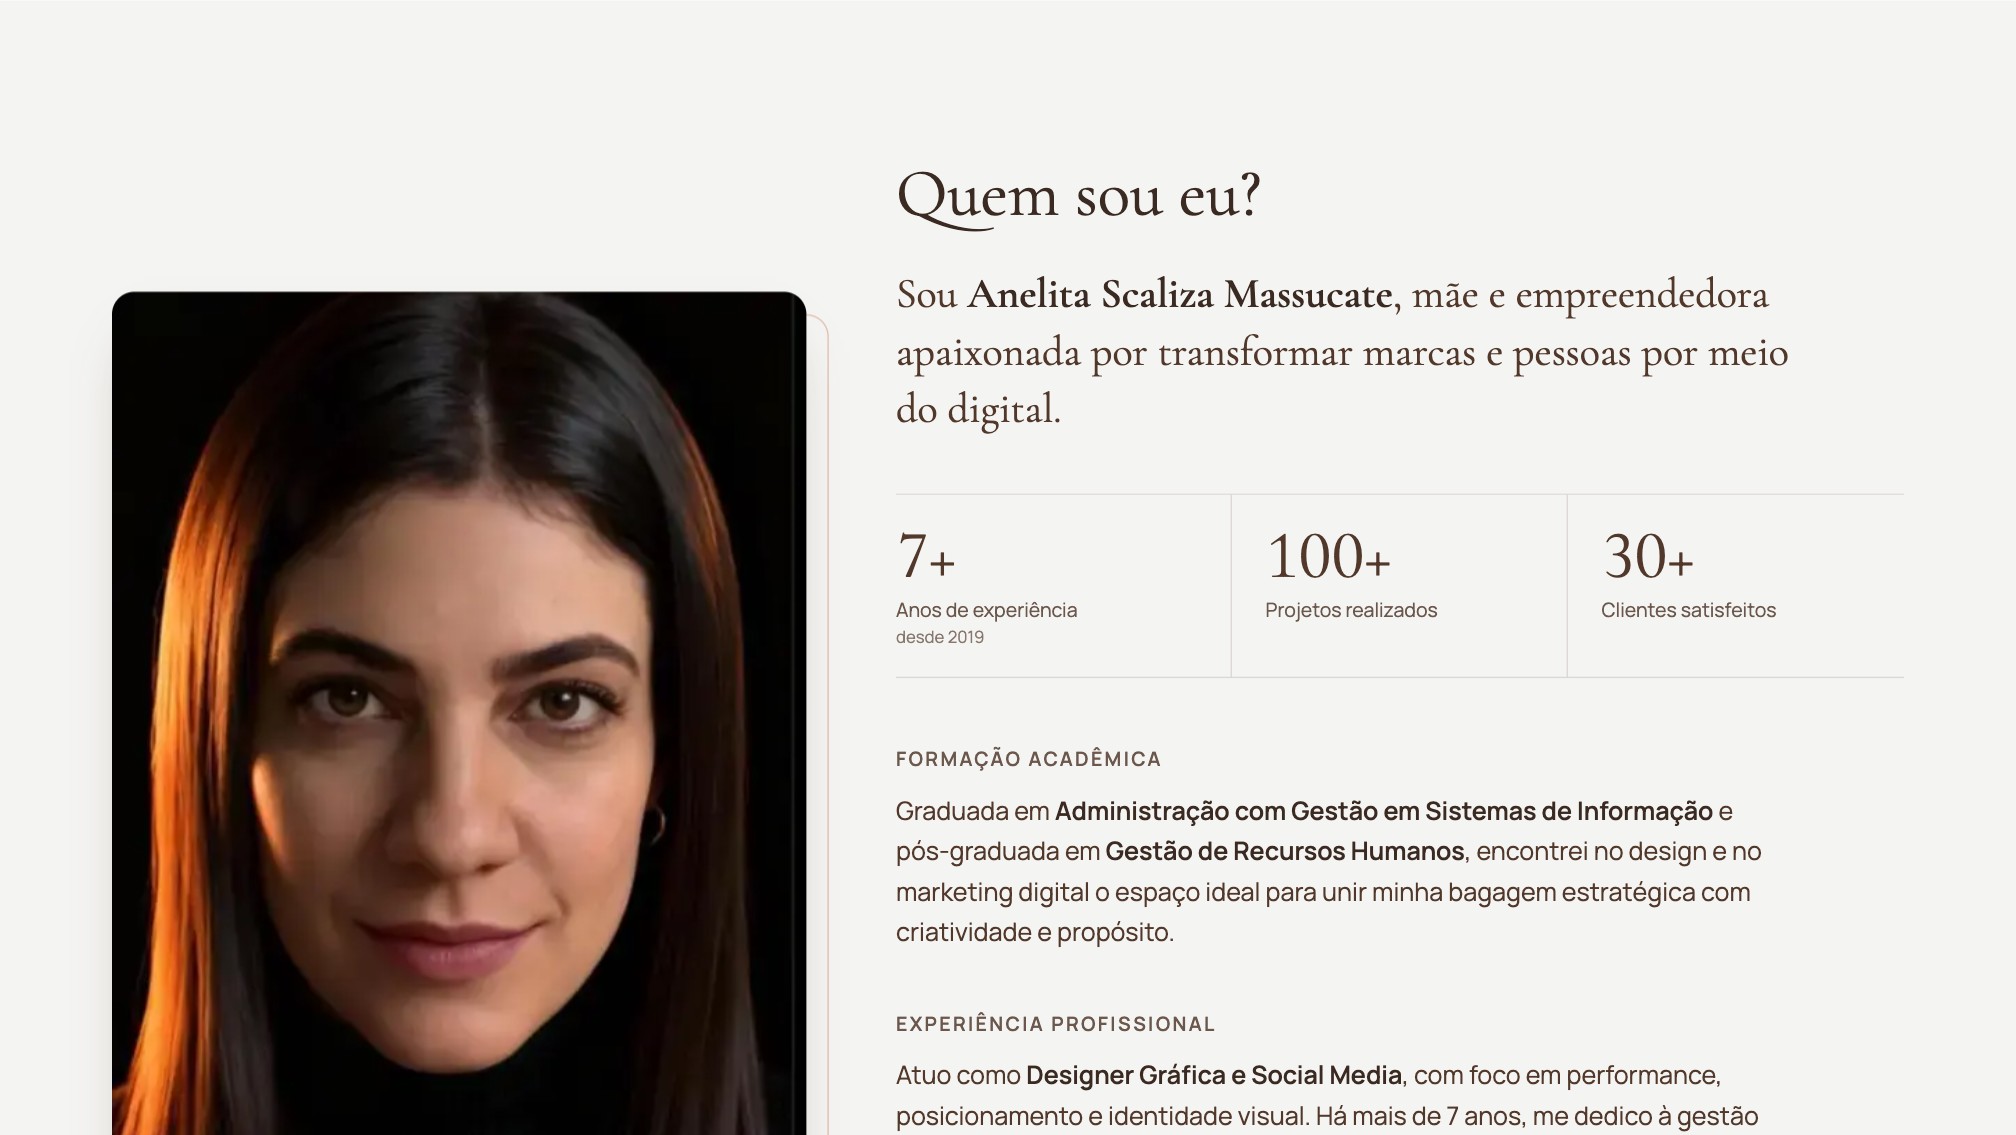 Quem sou eu?
Sou Anelita Scaliza Massucate, mãe e empreendedora
apaixonada por transformar marcas e pessoas por meio
do digital.
7+
Anos de experiência
desde 2019
100+
Projetos realizados
30+
Clientes satisfeitos
FORMAÇÃO ACADÊMICA
Graduada em Administração com Gestão em Sistemas de Informação e
pós-graduada em Gestão de Recursos Humanos, encontrei no design e no
marketing digital o espaço ideal para unir minha bagagem estratégica com
criatividade e propósito.
EXPERIÊNCIA PROFISSIONAL
Atuo como Designer Gráfica e Social Media, com foco em performance,
posicionamento e identidade visual. Há mais de 7 anos, me dedico à gestão